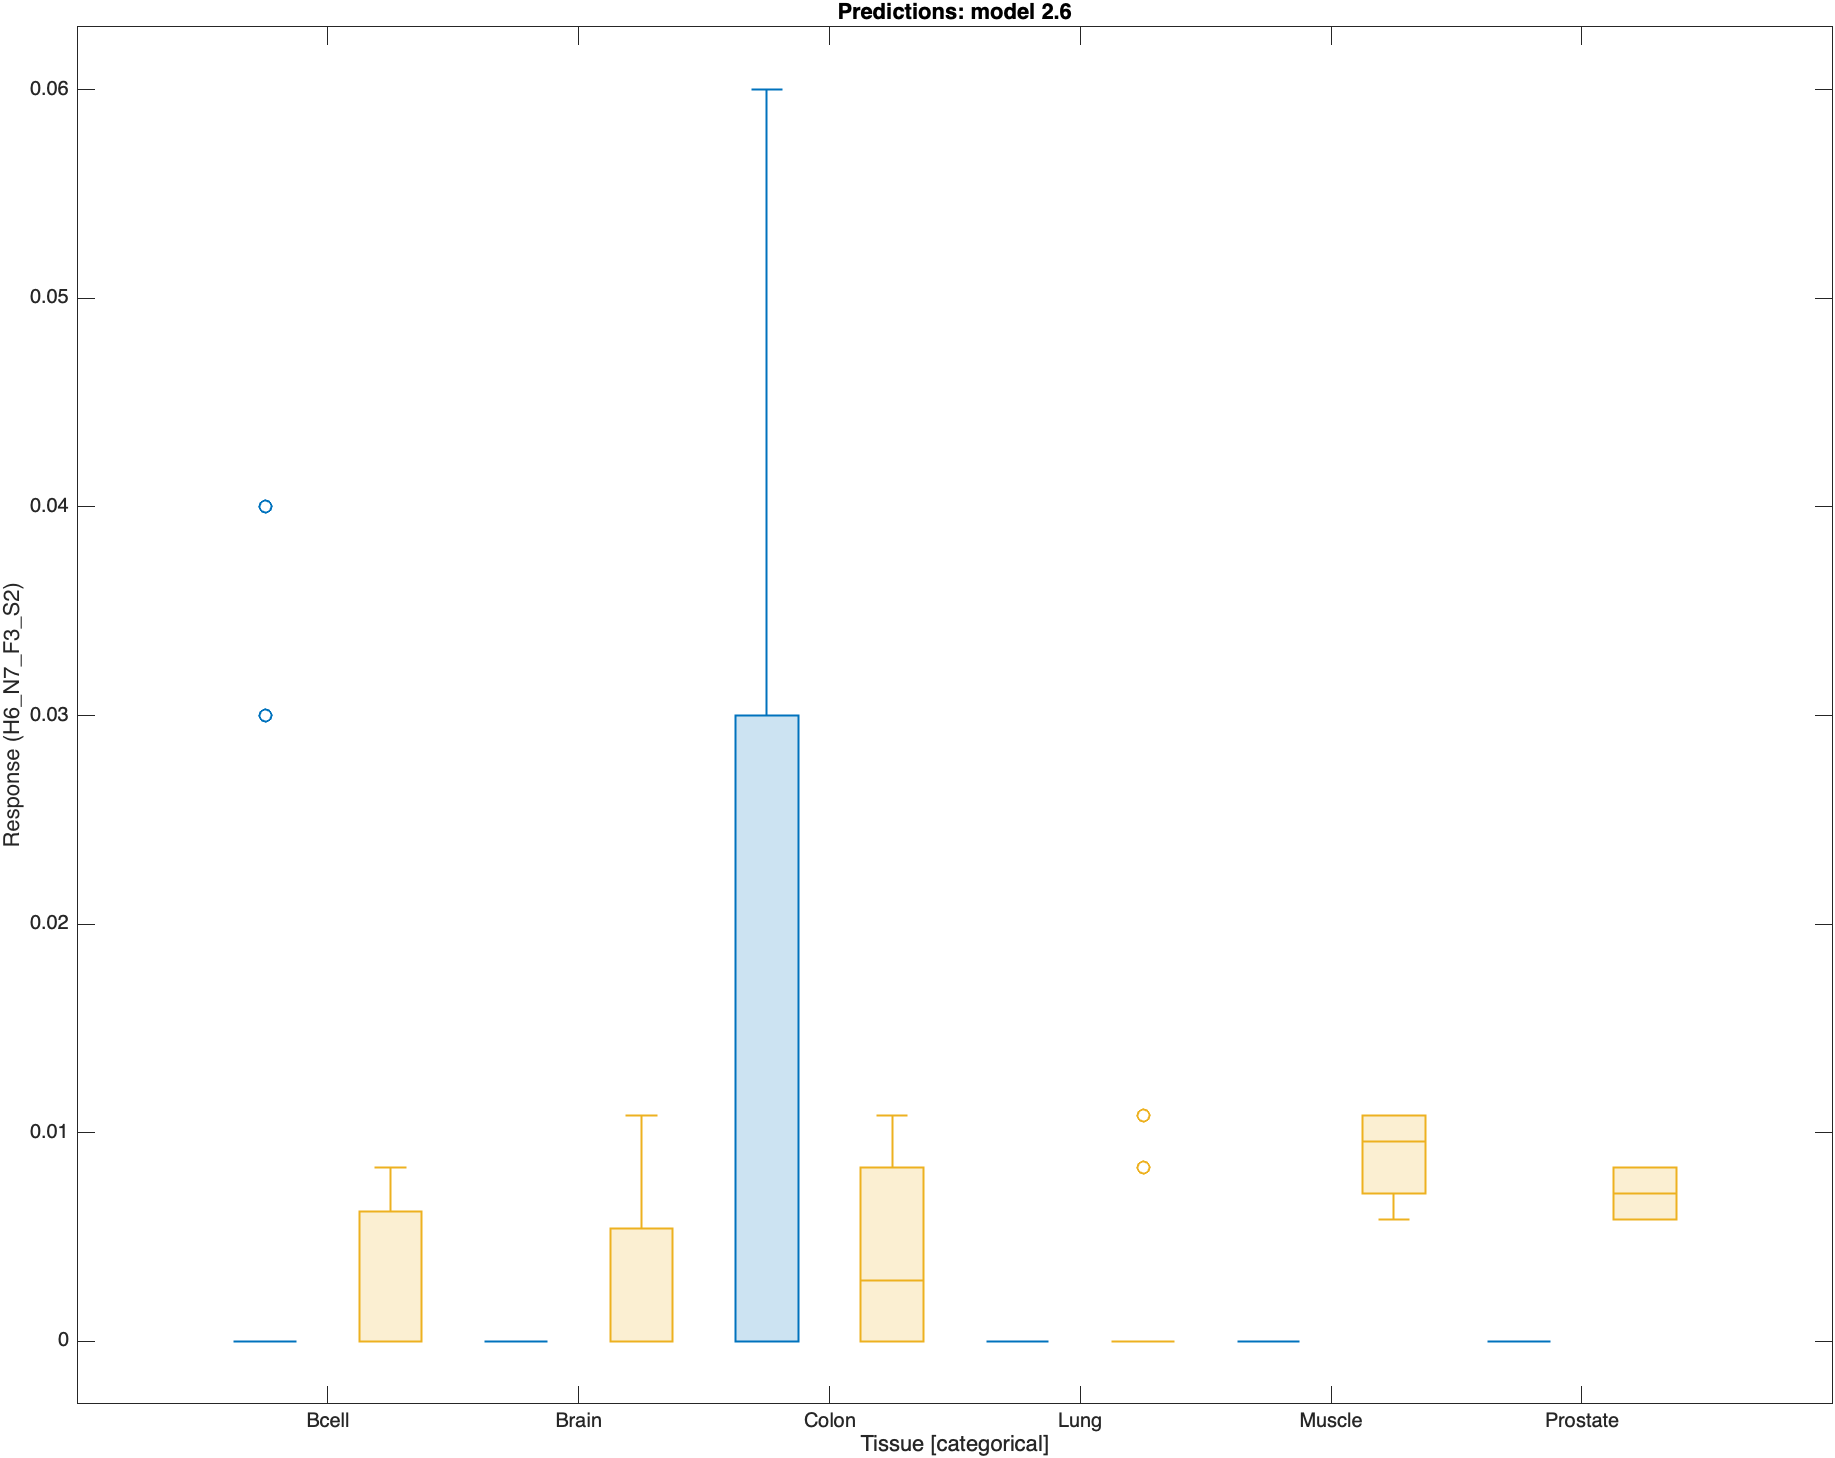 Predictions: model 2.6
0.06
0.05
0.04
0.03
0.02
0.01
0
Response (H6_N7_F3_S2)
Bcell Brain Colon Lung Muscle Prostate
Tissue [categorical]